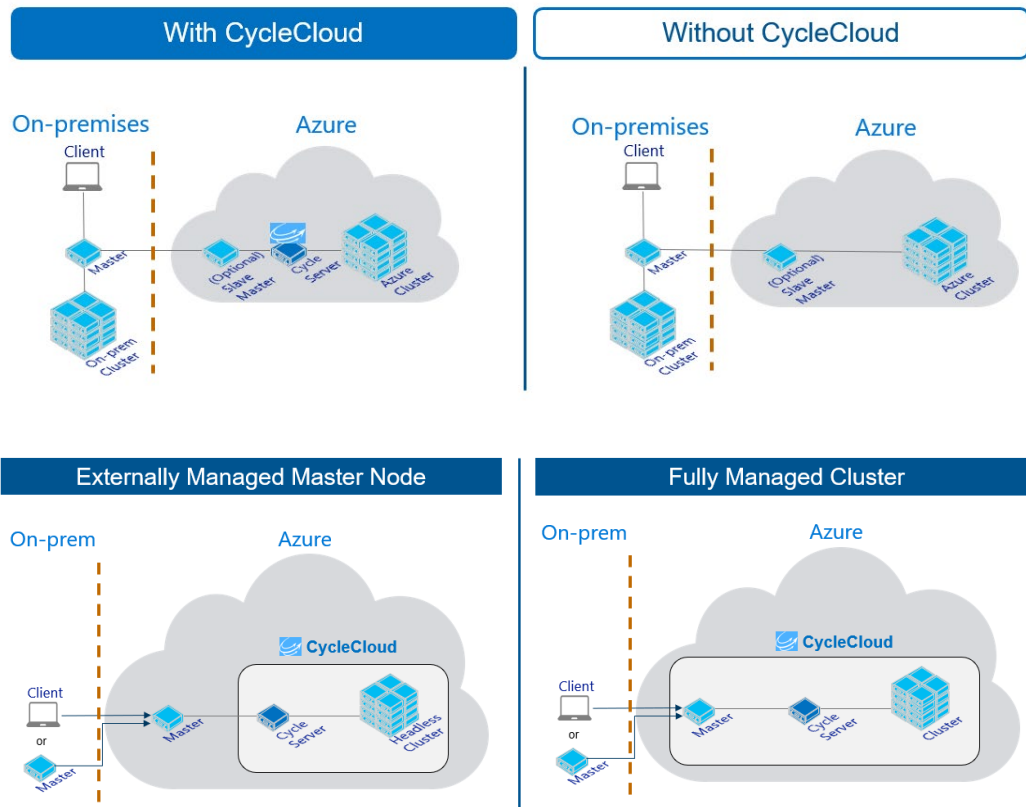 With CycleCloud
Without CycleCloud
On-premises
Azure
Client
Master
(Optional)
Slave
Master
Cycle
Server
Azure
Cluster
On-prem
Cluster
On-premises
Azure
Client
Master
(Optional)
Slave
Master
Azure
Cluster
On-prem
Cluster
Externally Managed Master Node
Fully Managed Cluster
On-prem
Azure
CycleCloud
Client
or
Master
Master
Cycle
Server
Headless
Cluster
On-prem
Azure
CycleCloud
Client
or
Master
Master
Cycle
Server
Cluster